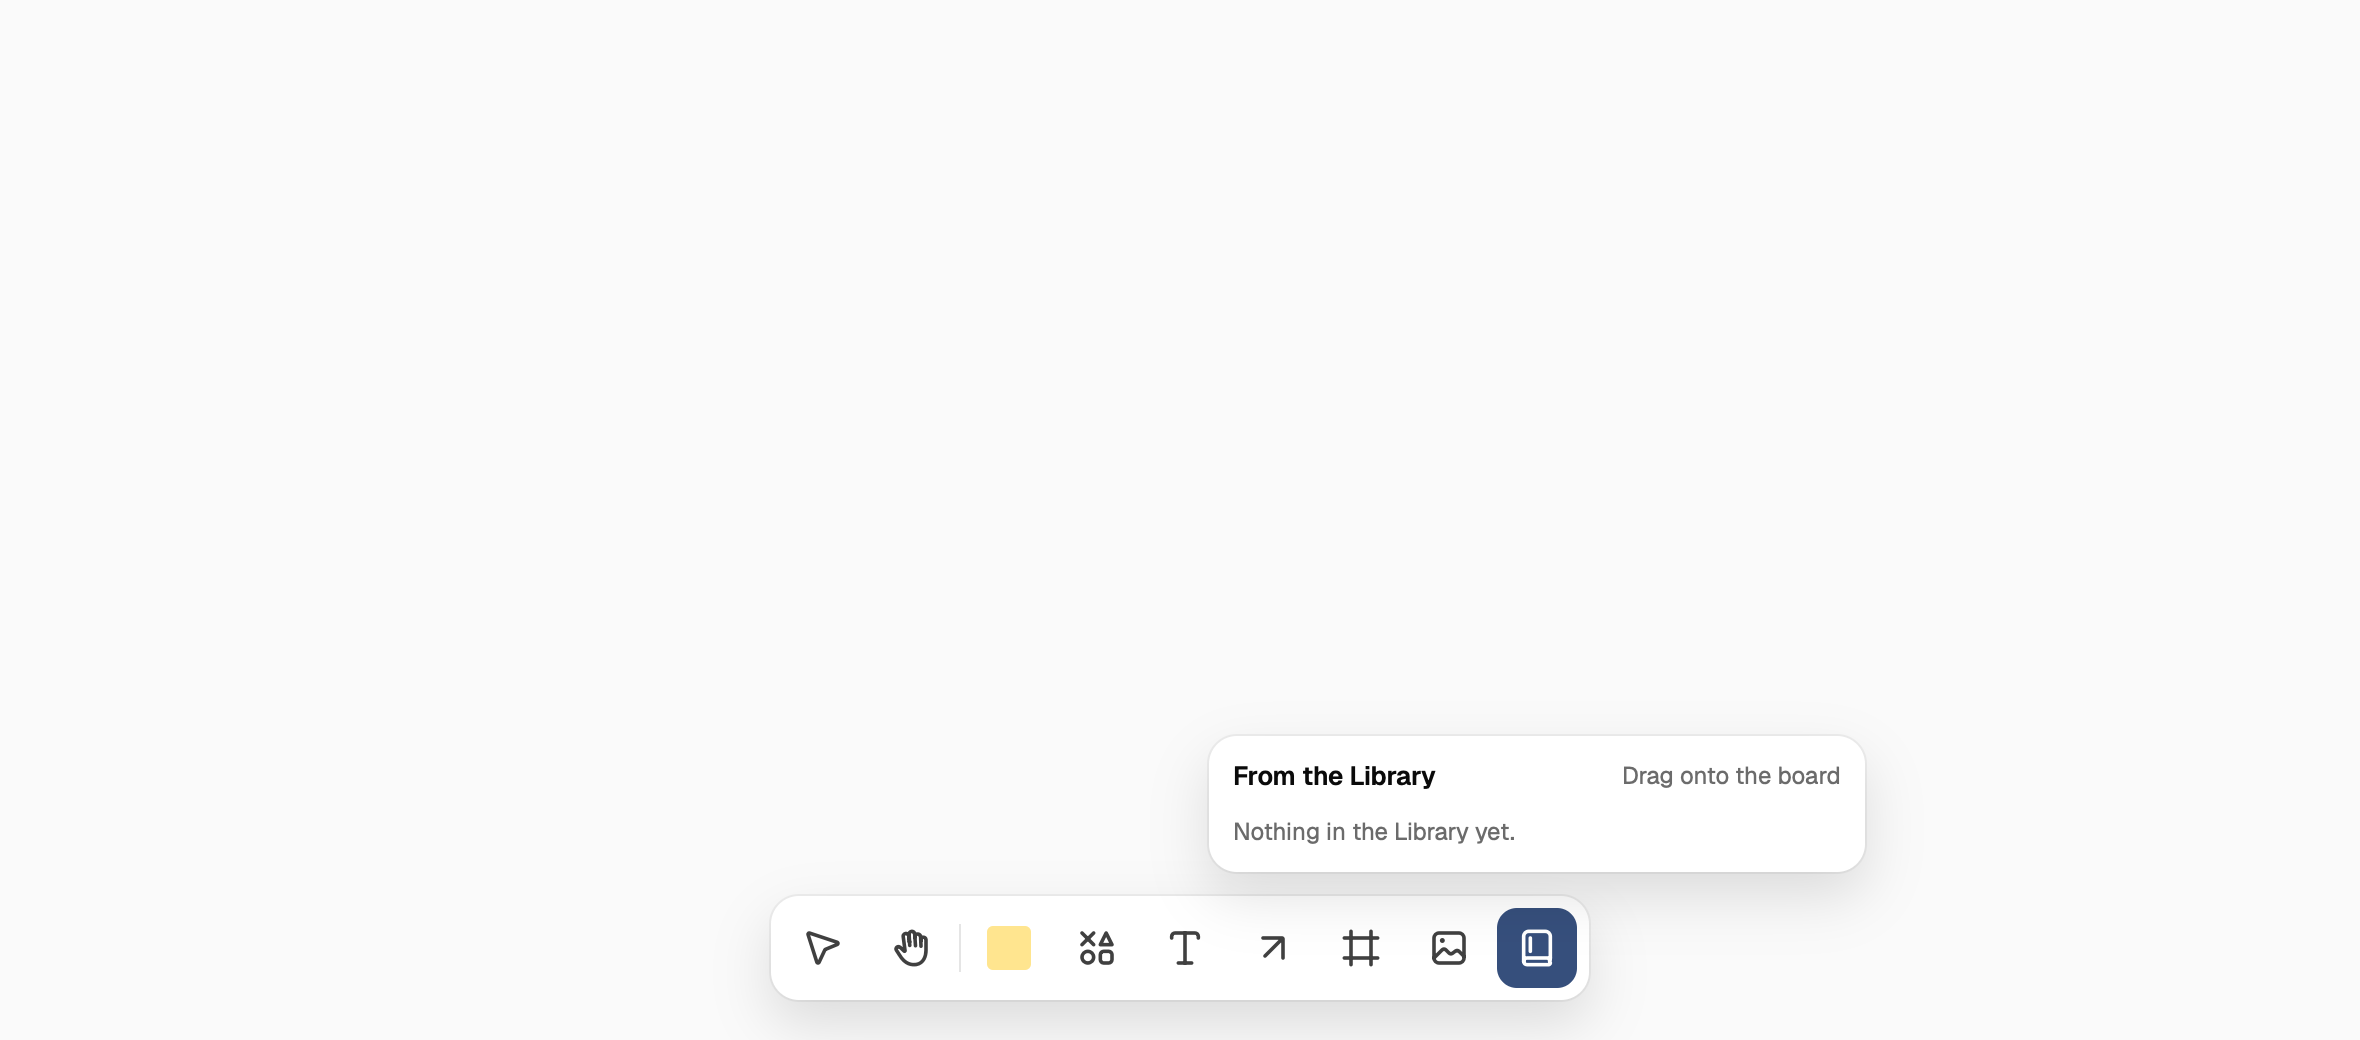 From the Library
Drag onto the board
Nothing in the Library yet.